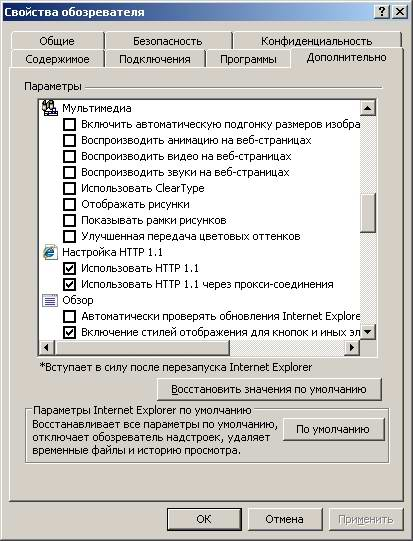 Свойства обозревателя
Общие Безопасность Конфиденциальность
Содержимое Подключения Программы Дополнительно
Параметры
Мультимедиа
Включить автоматическую подгонку размеров изобра
Воспроизводить анимацию на веб-страницах
Воспроизводить видео на веб-страницах
Воспроизводить звуки на веб-страницах
Использовать ClearType
Отображать рисунки
Показывать рамки рисунков
Улучшенная передача цветовых оттенков
Настройка HTTP 1.1
Использовать HTTP 1.1
Использовать HTTP 1.1 через прокси-соединения
Обзор
Автоматически проверять обновления Internet Explore
Включение стилей отображения для кнопок и иных эл
*Вступает в силу после перезапуска Internet Explorer
Восстановить значения по умолчанию
Параметры Internet Explorer по умолчанию
Восстанавливает все параметры по умолчанию,
отключает обозреватель надстроек, удаляет
временные файлы и историю просмотра.
По умолчанию
OK Отмена Применить